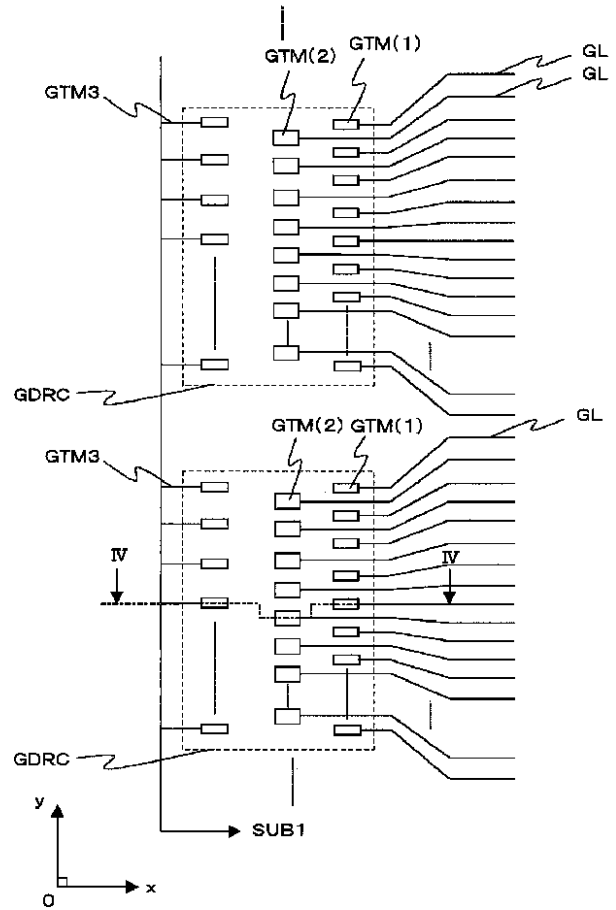 GTM(2) GTM(1) GL
GL
GTM3
GDRC
GL
GTM(2) GTM(1)
GTM3
IV IV
GDRC
y
SUB1
O x